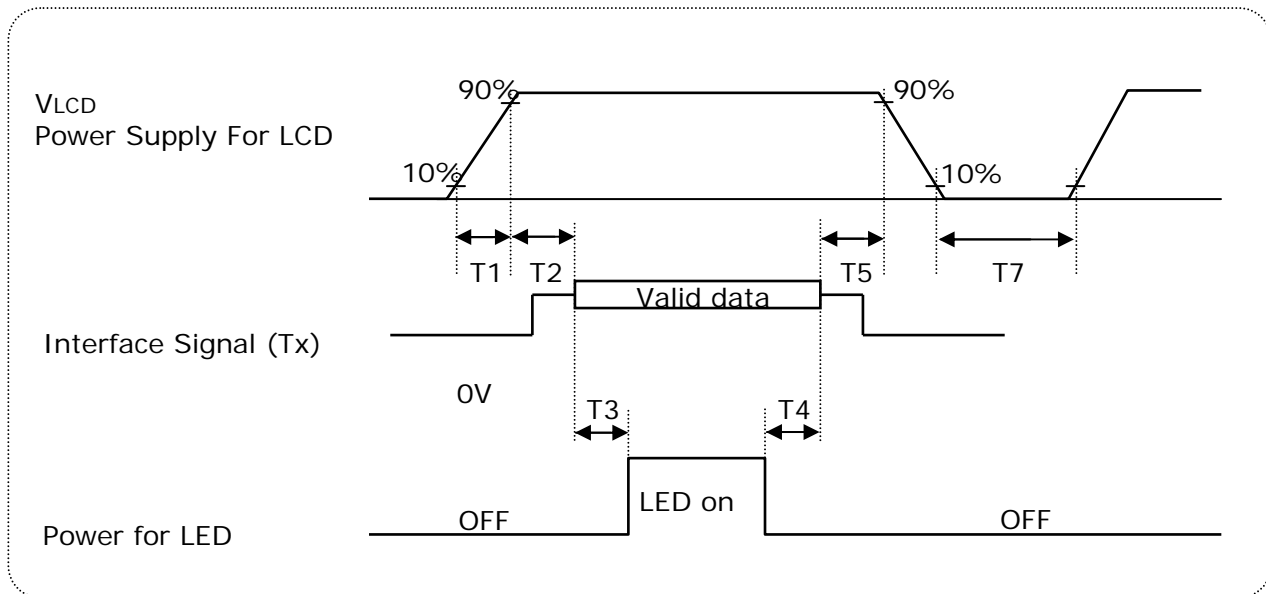 VLCD
Power Supply For LCD
90%
90%
10%
10%
T1
T2
T5
T7
Valid data
Interface Signal (Tx)
0V
T3
T4
LED on
OFF
OFF
Power for LED